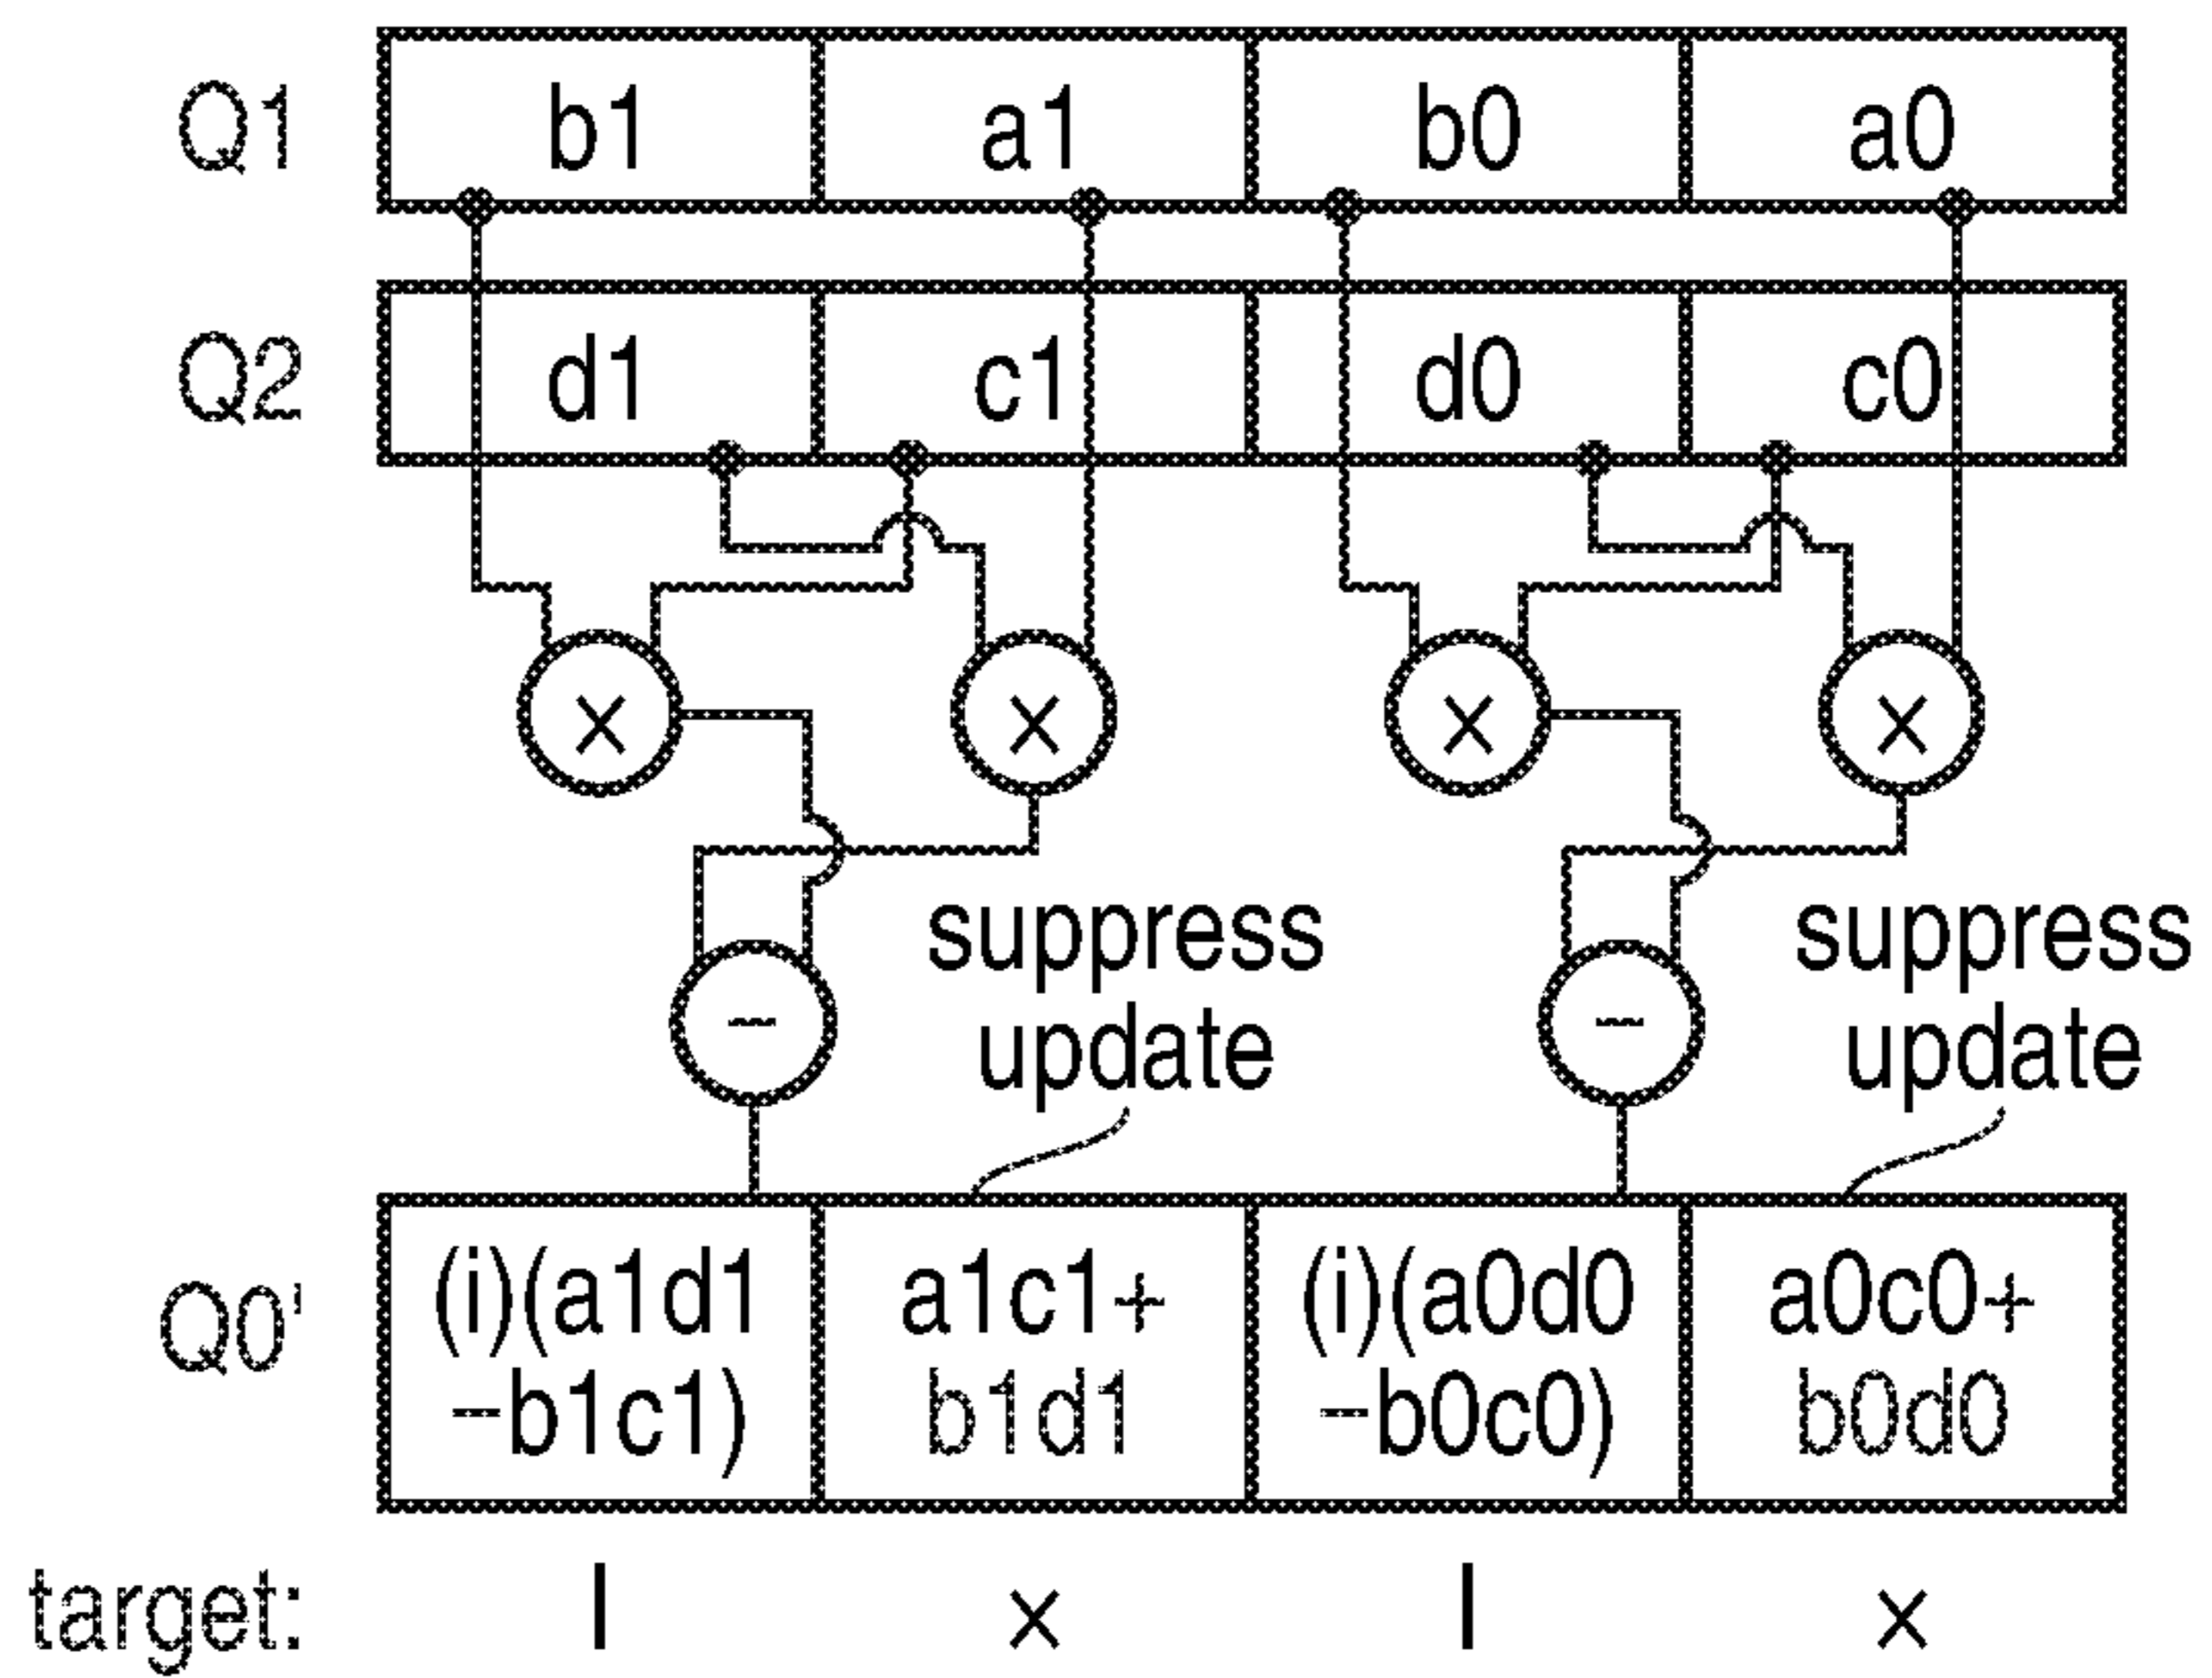 Q1 b1 a1 b0 a0
Q2 d1 c1 d0 c0
× × × ×
suppress suppress
− update − update
(i)(a1d1 a1c1+ (i)(a0d0 a0c0+
Q0'
−b1c1) b1d1 −b0c0) b0d0
target: I × I ×